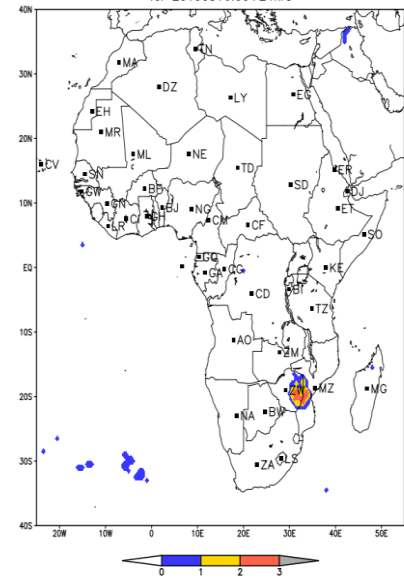 40N
TN
MA
30N
DZ
LY
EG
EH
20N
MR
ML
NE
CV
ER
TD
SN
SD
DJ
GW
BF
10N
GN
BJ
NG
ET
CI
GH
CM
LR
CF
SO
GQ
EQ
GA
CG
KE
BI
CD
TZ
10S
AO
ZM
ZW
MZ
MG
20S
NA
BW
LS
30S
ZA
40S
20W
10W
0
10E
20E
30E
40E
50E
0
1
2
3